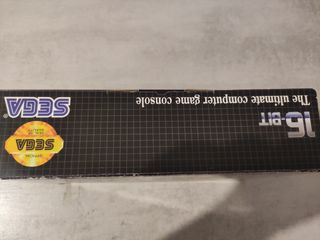 16-BIT
The ultimate computer game console
SEGA®
SEGA